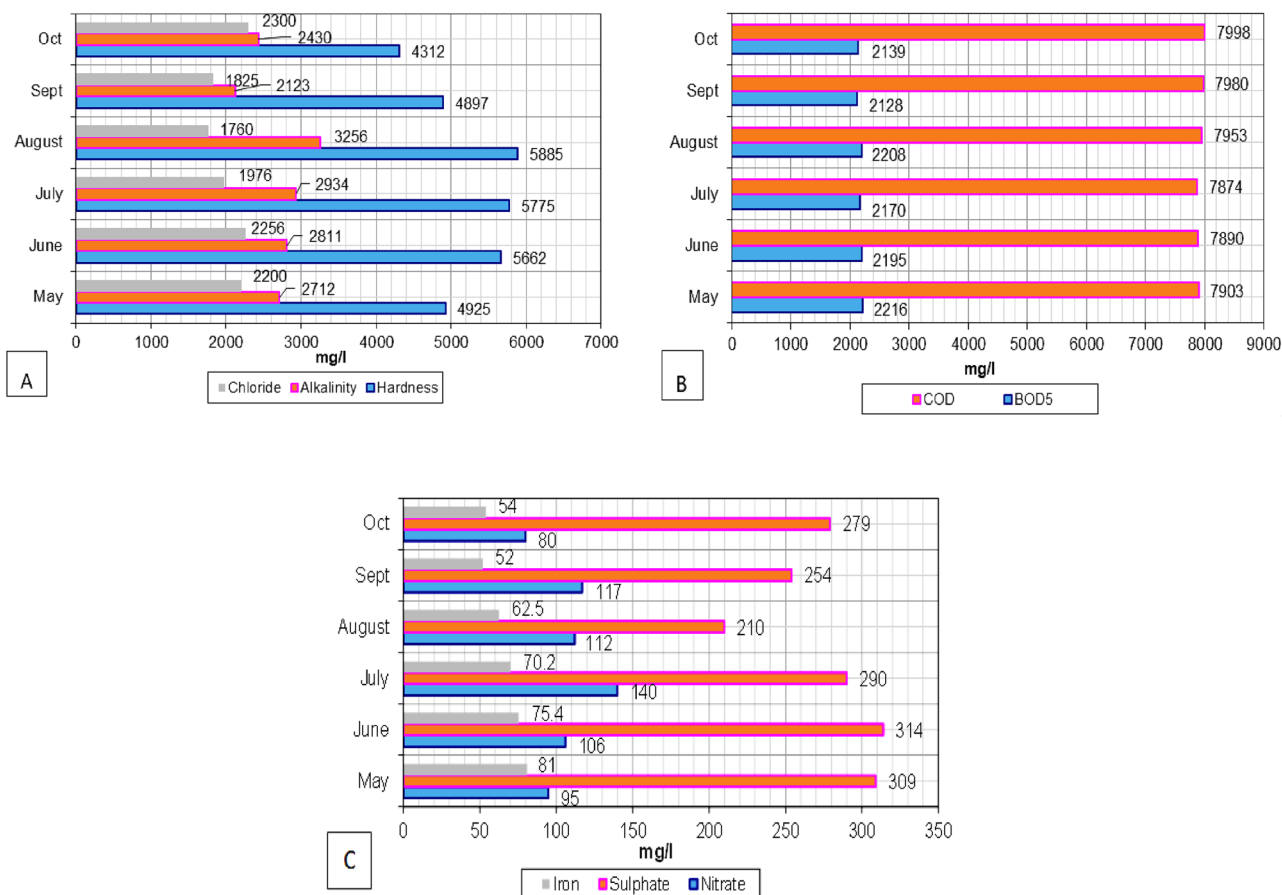 Oct
2300
2430
4312
Sept
1825
2123
4897
August
1760
3256
5885
July
1976
2934
5775
June
2256
2811
5662
May
2200
2712
4925
0 1000 2000 3000 4000 5000 6000 7000
mg/l
A
Chloride Alkalinity Hardness
Oct
7998
2139
Sept
7980
2128
August
7953
2208
July
7874
2170
June
7890
2195
May
7903
2216
0 1000 2000 3000 4000 5000 6000 7000 8000 9000
mg/l
B
COD BOD5
Oct
54
279
80
Sept
52
254
117
August
62.5
210
112
July
70.2
290
140
June
75.4
314
106
May
81
309
95
0 50 100 150 200 250 300 350
mg/l
C
Iron Sulphate Nitrate